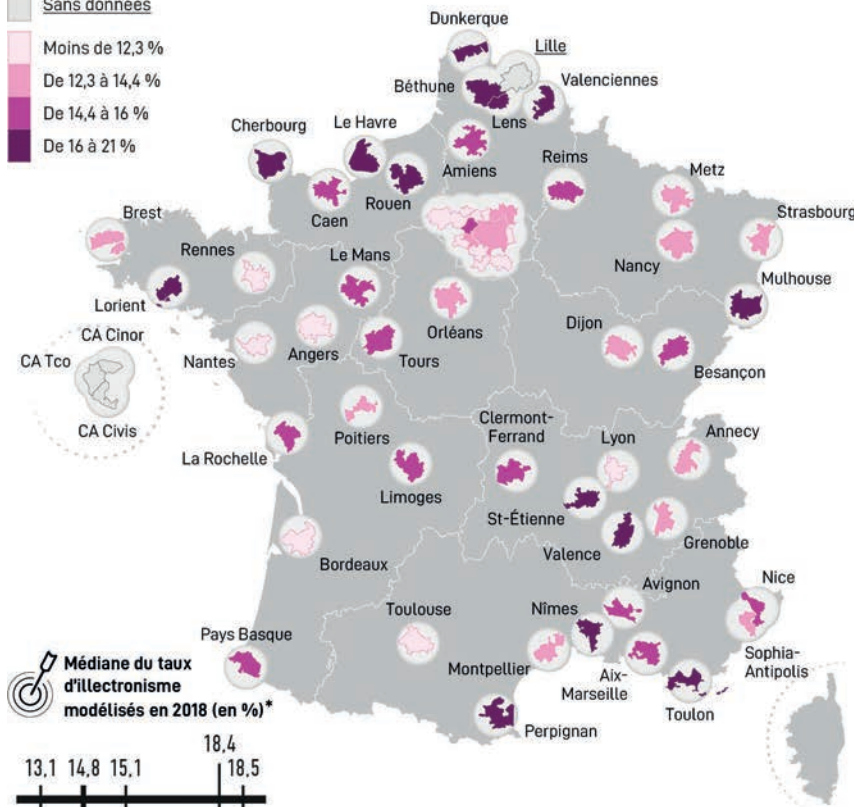 Sans données
Moins de 12,3 %
De 12,3 à 14,4 %
De 14,4 à 16 %
De 16 à 21 %
Dunkerque
Lille
Béthune
Valenciennes
Lens
Cherbourg
Le Havre
Amiens
Reims
Metz
Caen
Rouen
Strasbourg
Brest
Rennes
Le Mans
Nancy
Mulhouse
Lorient
Orléans
Dijon
CA Cinor
CA Tco
Nantes
Angers
Tours
Besançon
CA Civis
Poitiers
Clermont-
Ferrand
Lyon
Annecy
La Rochelle
Limoges
St-Étienne
Valence
Grenoble
Bordeaux
Avignon
Nice
Toulouse
Nîmes
Pays Basque
Montpellier
Aix-
Marseille
Sophia-
Antipolis
Toulon
Perpignan
Médiane du taux
d'illectronisme
modélisés en 2018 (en %)*
18,4
13,1 14,8 15,1 18,5